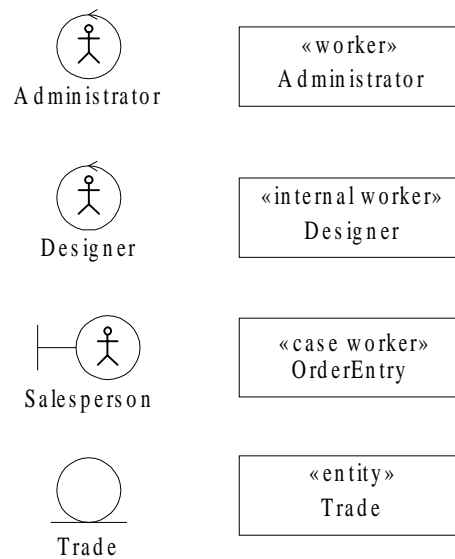 Administrator
«worker»
Administrator
Designer
«internal worker»
Designer
Salesperson
«case worker»
OrderEntry
Trade
«entity»
Trade